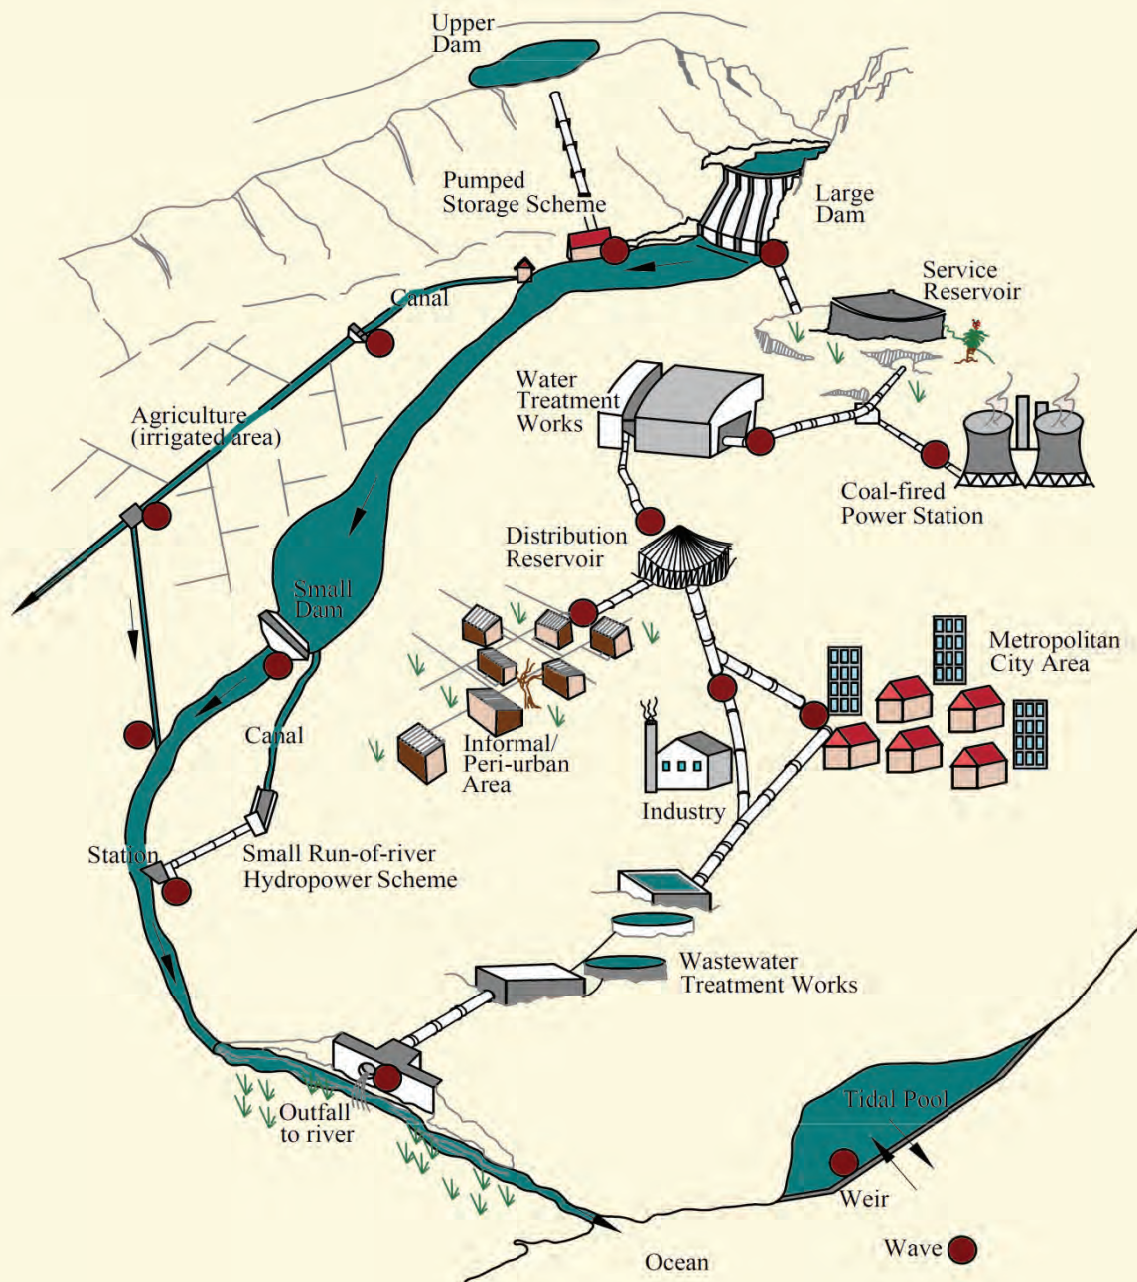 Upper
Dam
Pumped
Storage Scheme
Large
Dam
Service
Reservoir
Canal
Water
Treatment
Works
Agriculture
(irrigated area)
Coal-fired
Power Station
Distribution
Reservoir
Small
Dam
Metropolitan
City Area
Canal
Informal/
Peri-urban
Area
Industry
Station
Small Run-of-river
Hydropower Scheme
Wastewater
Treatment Works
Outfall
to river
Tidal Pool
Weir
Wave
Ocean